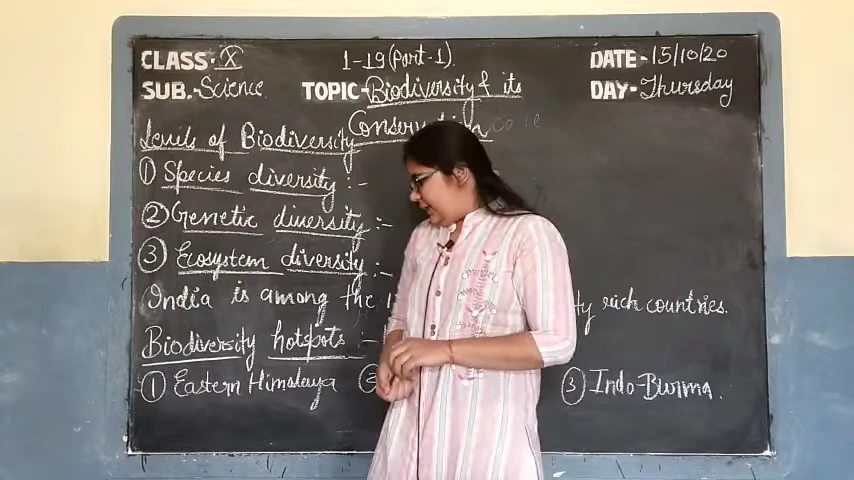 CLASS:- X
1-19 (Part-1)
DATE - 15/10/20
SUB.- Science
TOPIC- Biodiversity & its
DAY- Thursday
Levels of Biodiversity
① Species diversity :-
② Genetic diversity :-
③ Ecosystem diversity :-
India is among the rich countries.
Biodiversity hotspots :-
① Eastern Himalaya ③ Indo-Burma.